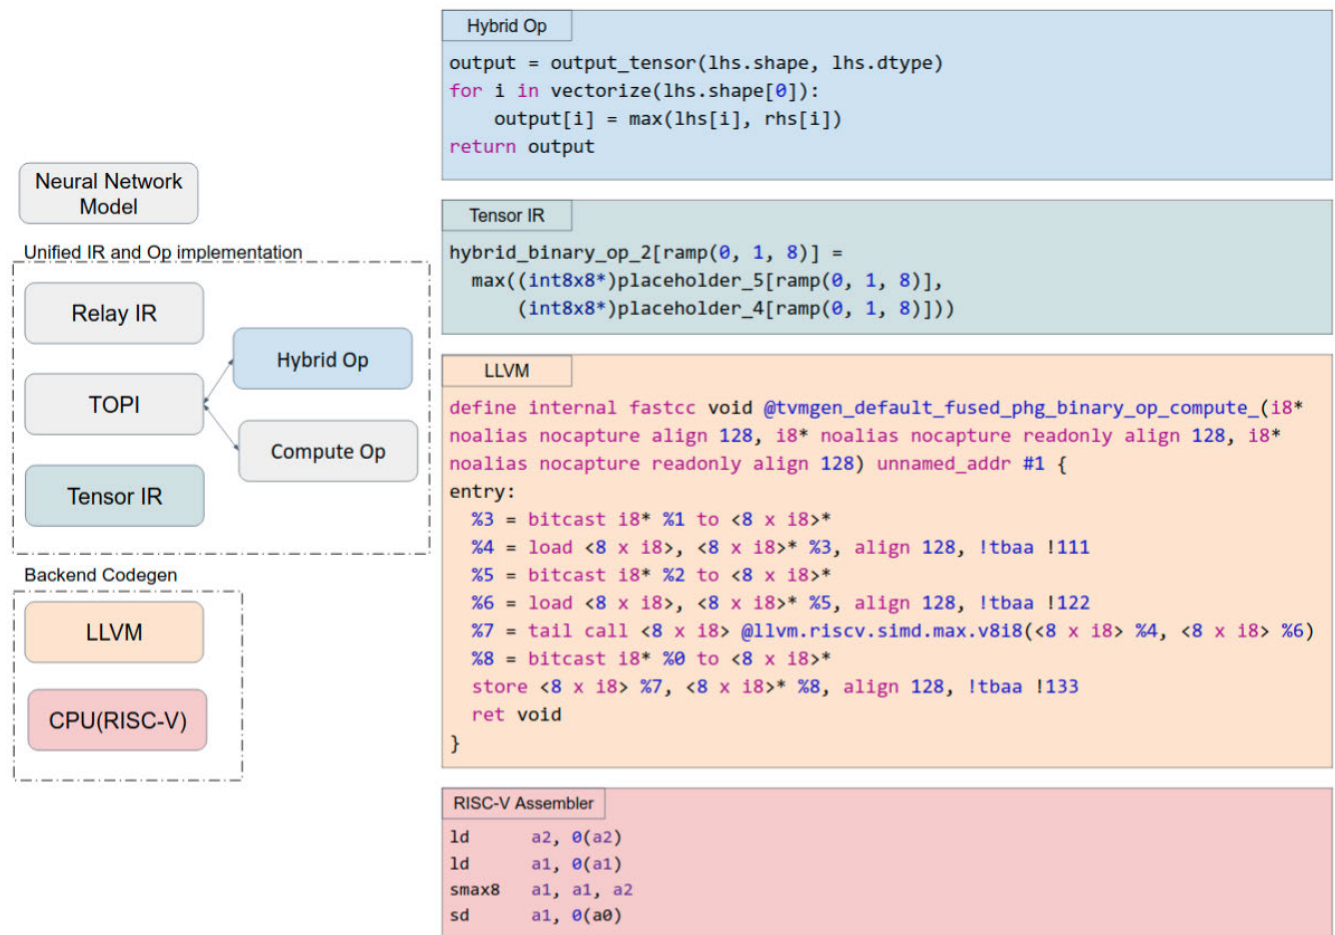 Neural Network
Model
Unified IR and Op implementation
Relay IR
TOPI
Hybrid Op
Compute Op
Tensor IR
Backend Codegen
LLVM
CPU(RISC-V)
Hybrid Op
output = output_tensor(lhs.shape, lhs.dtype)
for i in vectorize(lhs.shape[0]):
    output[i] = max(lhs[i], rhs[i])
return output
Tensor IR
hybrid_binary_op_2[ramp(0, 1, 8)] =
  max((int8x8*)placeholder_5[ramp(0, 1, 8)],
      (int8x8*)placeholder_4[ramp(0, 1, 8)]))
LLVM
define internal fastcc void @tvmgen_default_fused_phg_binary_op_compute_(i8*
noalias nocapture align 128, i8* noalias nocapture readonly align 128, i8*
noalias nocapture readonly align 128) unnamed_addr #1 {
entry:
  %3 = bitcast i8* %1 to <8 x i8>*
  %4 = load <8 x i8>, <8 x i8>* %3, align 128, !tbaa !111
  %5 = bitcast i8* %2 to <8 x i8>*
  %6 = load <8 x i8>, <8 x i8>* %5, align 128, !tbaa !122
  %7 = tail call <8 x i8> @llvm.riscv.simd.max.v8i8(<8 x i8> %4, <8 x i8> %6)
  %8 = bitcast i8* %0 to <8 x i8>*
  store <8 x i8> %7, <8 x i8>* %8, align 128, !tbaa !133
  ret void
}
RISC-V Assembler
ld a2, 0(a2)
ld a1, 0(a1)
smax8 a1, a1, a2
sd a1, 0(a0)